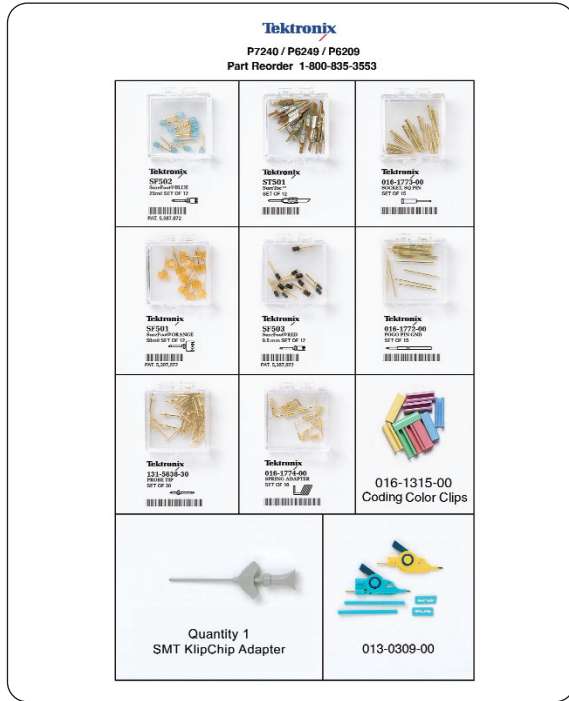 Tektronix
P7240 / P6249 / P6209
Part Reorder 1-800-835-3553
Tektronix
SF502
SureFoot®BLUE
25mil SET OF 12
PAT. 5,387,872
Tektronix
ST501
SureToe™
SET OF 12
Tektronix
016-1773-00
SOCKET, SQ PIN
SET OF 15
Tektronix
SF501
SureFoot®ORANGE
50mil SET OF 12
PAT. 5,387,872
Tektronix
SF503
SureFoot®RED
0.5 mm SET OF 12
PAT. 5,387,872
Tektronix
016-1772-00
POGO PIN GND
SET OF 15
Tektronix
131-5638-30
PROBE TIP
SET OF 30
Tektronix
016-1774-00
SPRING ADAPTER
SET OF 10
016-1315-00
Coding Color Clips
Quantity 1
SMT KlipChip Adapter
013-0309-00